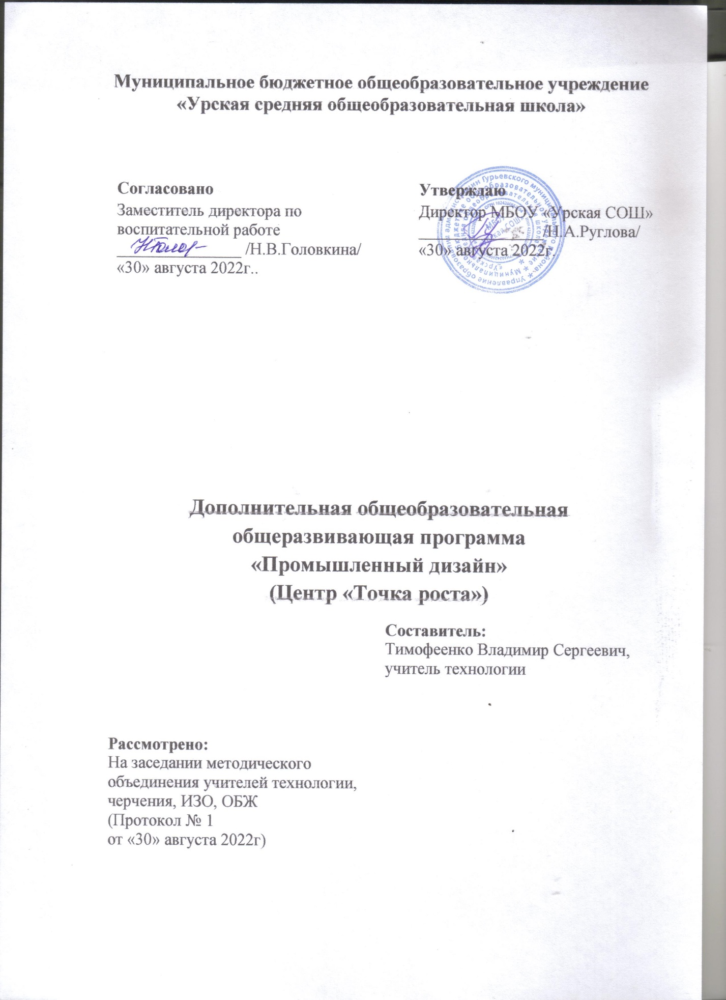 Муниципальное бюджетное общеобразовательное учреждение
«Урская средняя общеобразовательная школа»
Согласовано
Заместитель директора по
воспитательной работе
/Н.В.Головкина/
«30» августа 2022г..
Утверждаю
Директор МБОУ «Урская СОШ»
/Н.А.Руглова/
«30» августа 2022г.
Дополнительная общеобразовательная
общеразвивающая программа
«Промышленный дизайн»
(Центр «Точка роста»)
Составитель:
Тимофеенко Владимир Сергеевич,
учитель технологии
Рассмотрено:
На заседании методического
объединения учителей технологии,
черчения, ИЗО, ОБЖ
(Протокол № 1
от «30» августа 2022г)